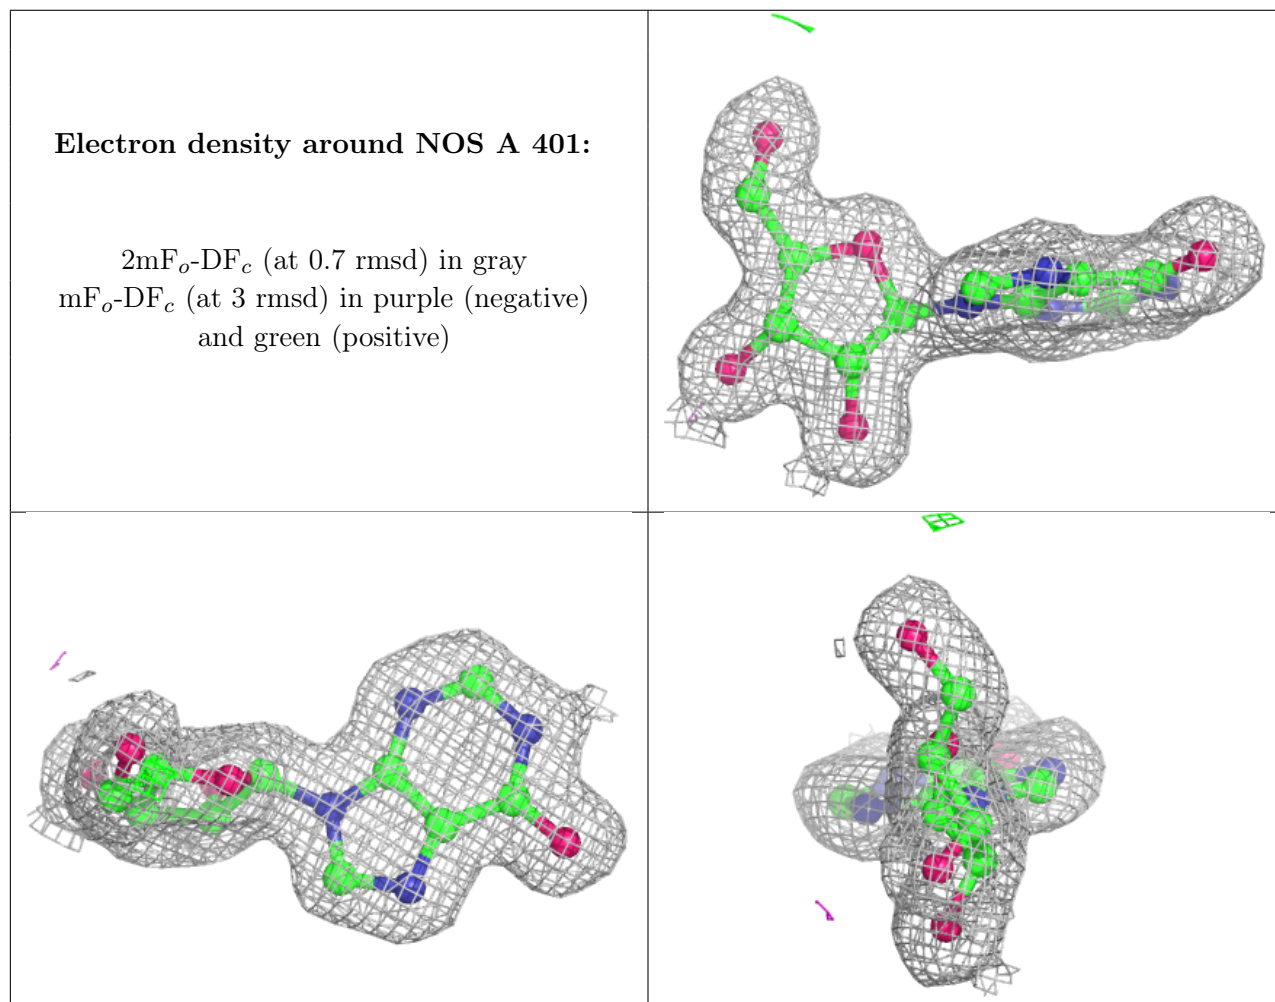 Electron density around NOS A 401:
2mFo-DFc (at 0.7 rmsd) in gray
mFo-DFc (at 3 rmsd) in purple (negative)
and green (positive)